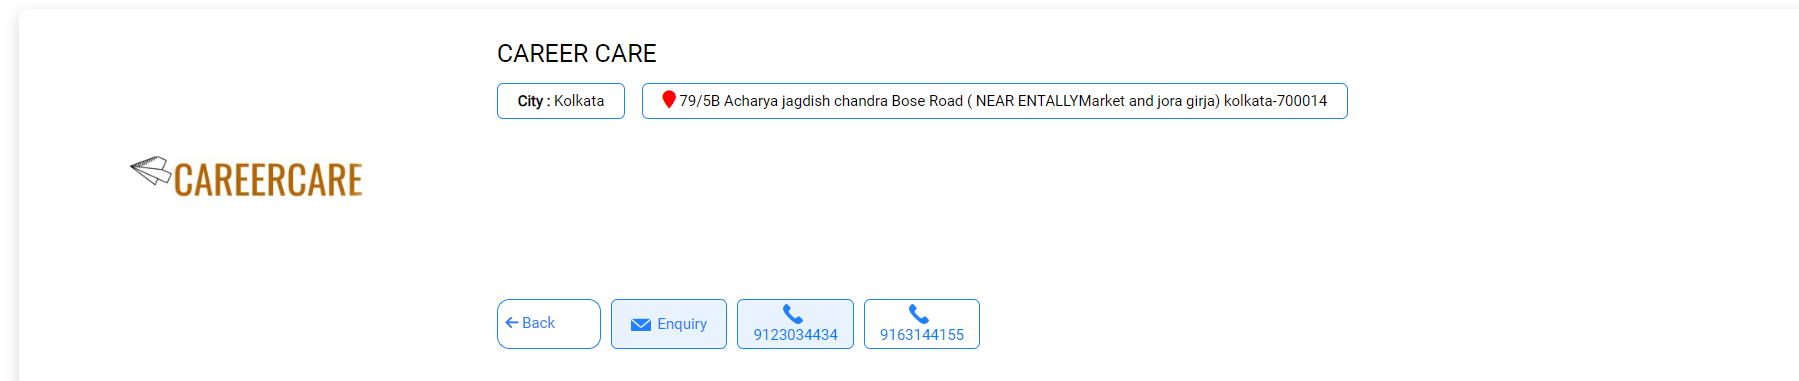 CAREER CARE
City : Kolkata
79/5B Acharya jagdish chandra Bose Road ( NEAR ENTALLYMarket and jora girja) kolkata-700014
CAREERCARE
Back
Enquiry
9123034434
9163144155